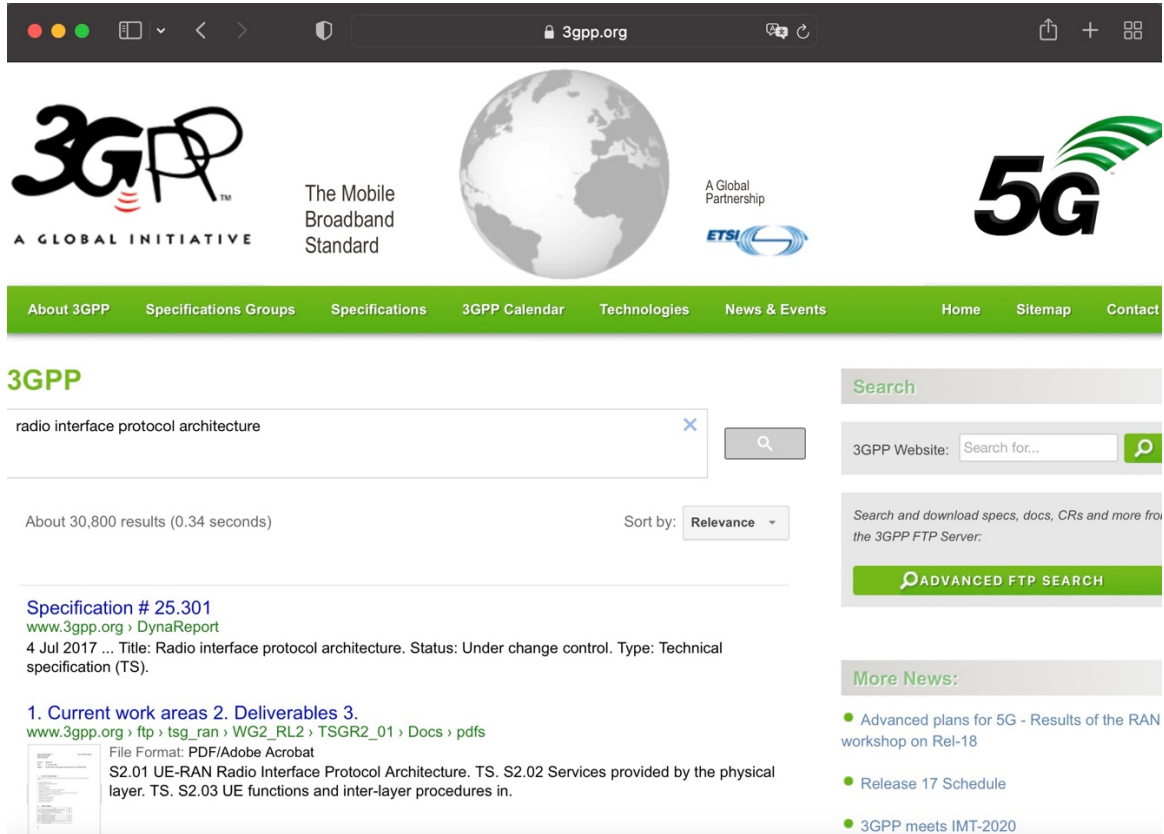 3gpp.org
3GPP™
A GLOBAL INITIATIVE
The Mobile
Broadband
Standard
A Global
Partnership
ETSI
5G™
About 3GPP
Specifications Groups
Specifications
3GPP Calendar
Technologies
News & Events
Home
Sitemap
Contact
3GPP
radio interface protocol architecture
About 30,800 results (0.34 seconds)
Sort by: Relevance
Specification # 25.301
www.3gpp.org › DynaReport
4 Jul 2017 ... Title: Radio interface protocol architecture. Status: Under change control. Type: Technical
specification (TS).
1. Current work areas 2. Deliverables 3.
www.3gpp.org › ftp › tsg_ran › WG2_RL2 › TSGR2_01 › Docs › pdfs
File Format: PDF/Adobe Acrobat
S2.01 UE-RAN Radio Interface Protocol Architecture. TS. S2.02 Services provided by the physical
layer. TS. S2.03 UE functions and inter-layer procedures in.
Search
3GPP Website: Search for...
Search and download specs, docs, CRs and more fro
the 3GPP FTP Server:
ADVANCED FTP SEARCH
More News:
Advanced plans for 5G - Results of the RAN
workshop on Rel-18
Release 17 Schedule
3GPP meets IMT-2020